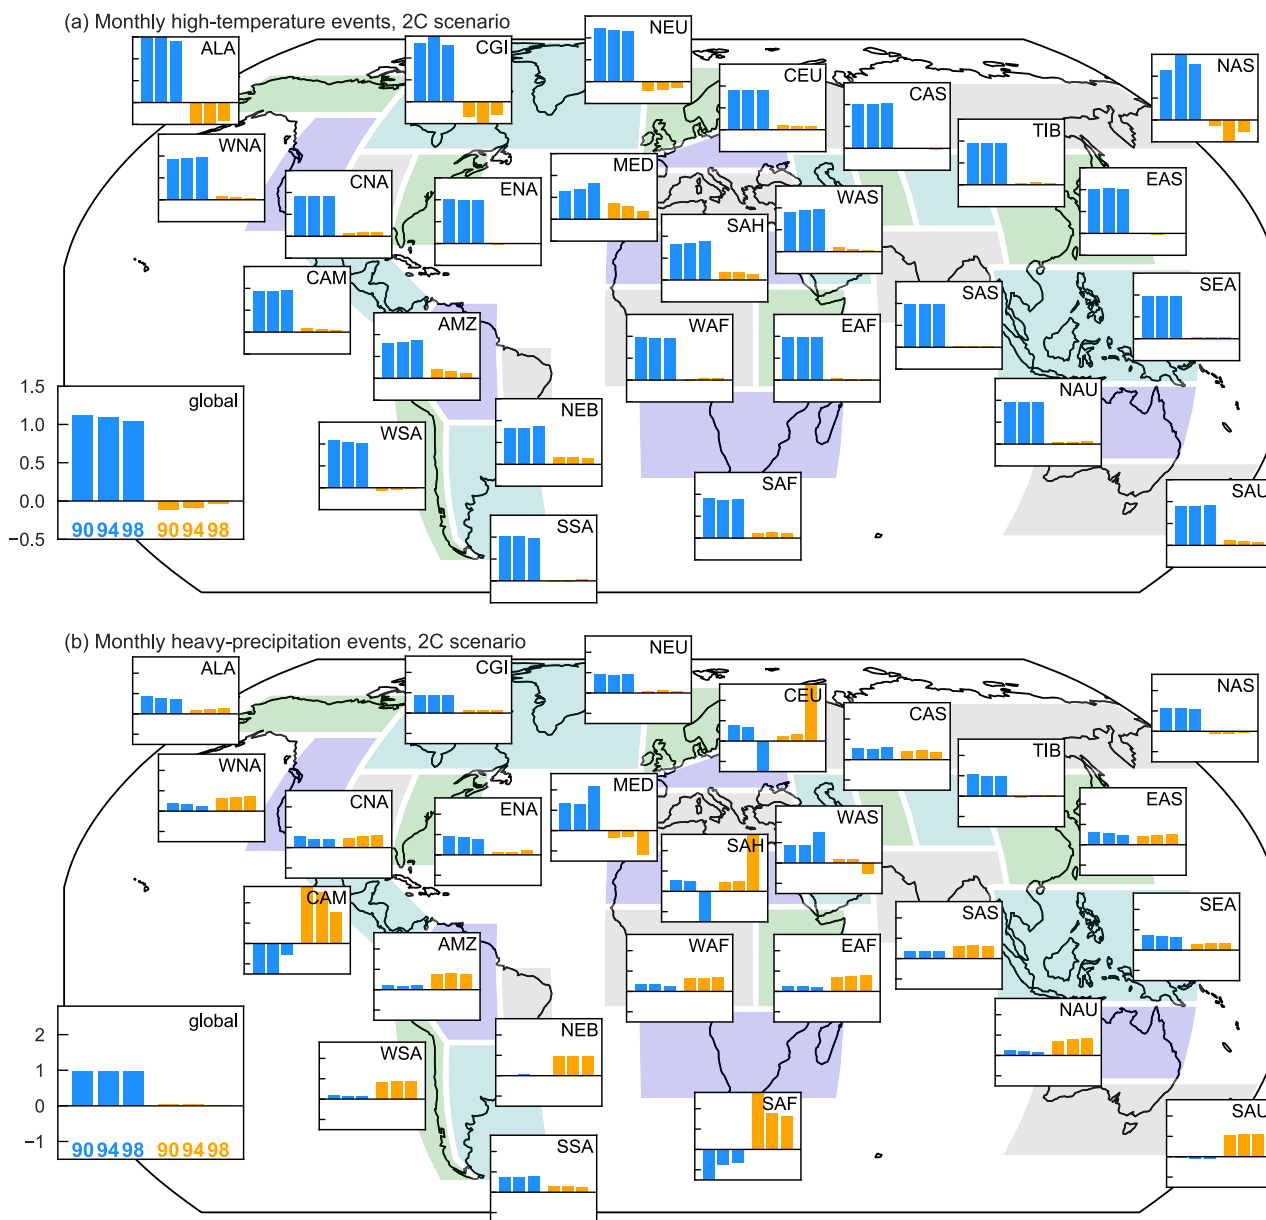 (a) Monthly high-temperature events, 2C scenario
ALA
CGI
NEU
CEU
CAS
NAS
WNA
CNA
ENA
MED
WAS
TIB
EAS
SAH
CAM
AMZ
WAF
EAF
SAS
SEA
1.5
global
1.0
0.5
0.0
−0.5
90 94 98 90 94 98
WSA
NEB
NAU
SAF
SAU
SSA
(b) Monthly heavy-precipitation events, 2C scenario
ALA
CGI
NEU
CEU
CAS
NAS
WNA
CNA
ENA
MED
WAS
TIB
EAS
SAH
CAM
AMZ
WAF
EAF
SAS
SEA
global
2
1
0
−1
90 94 98 90 94 98
WSA
NEB
NAU
SAF
SAU
SSA